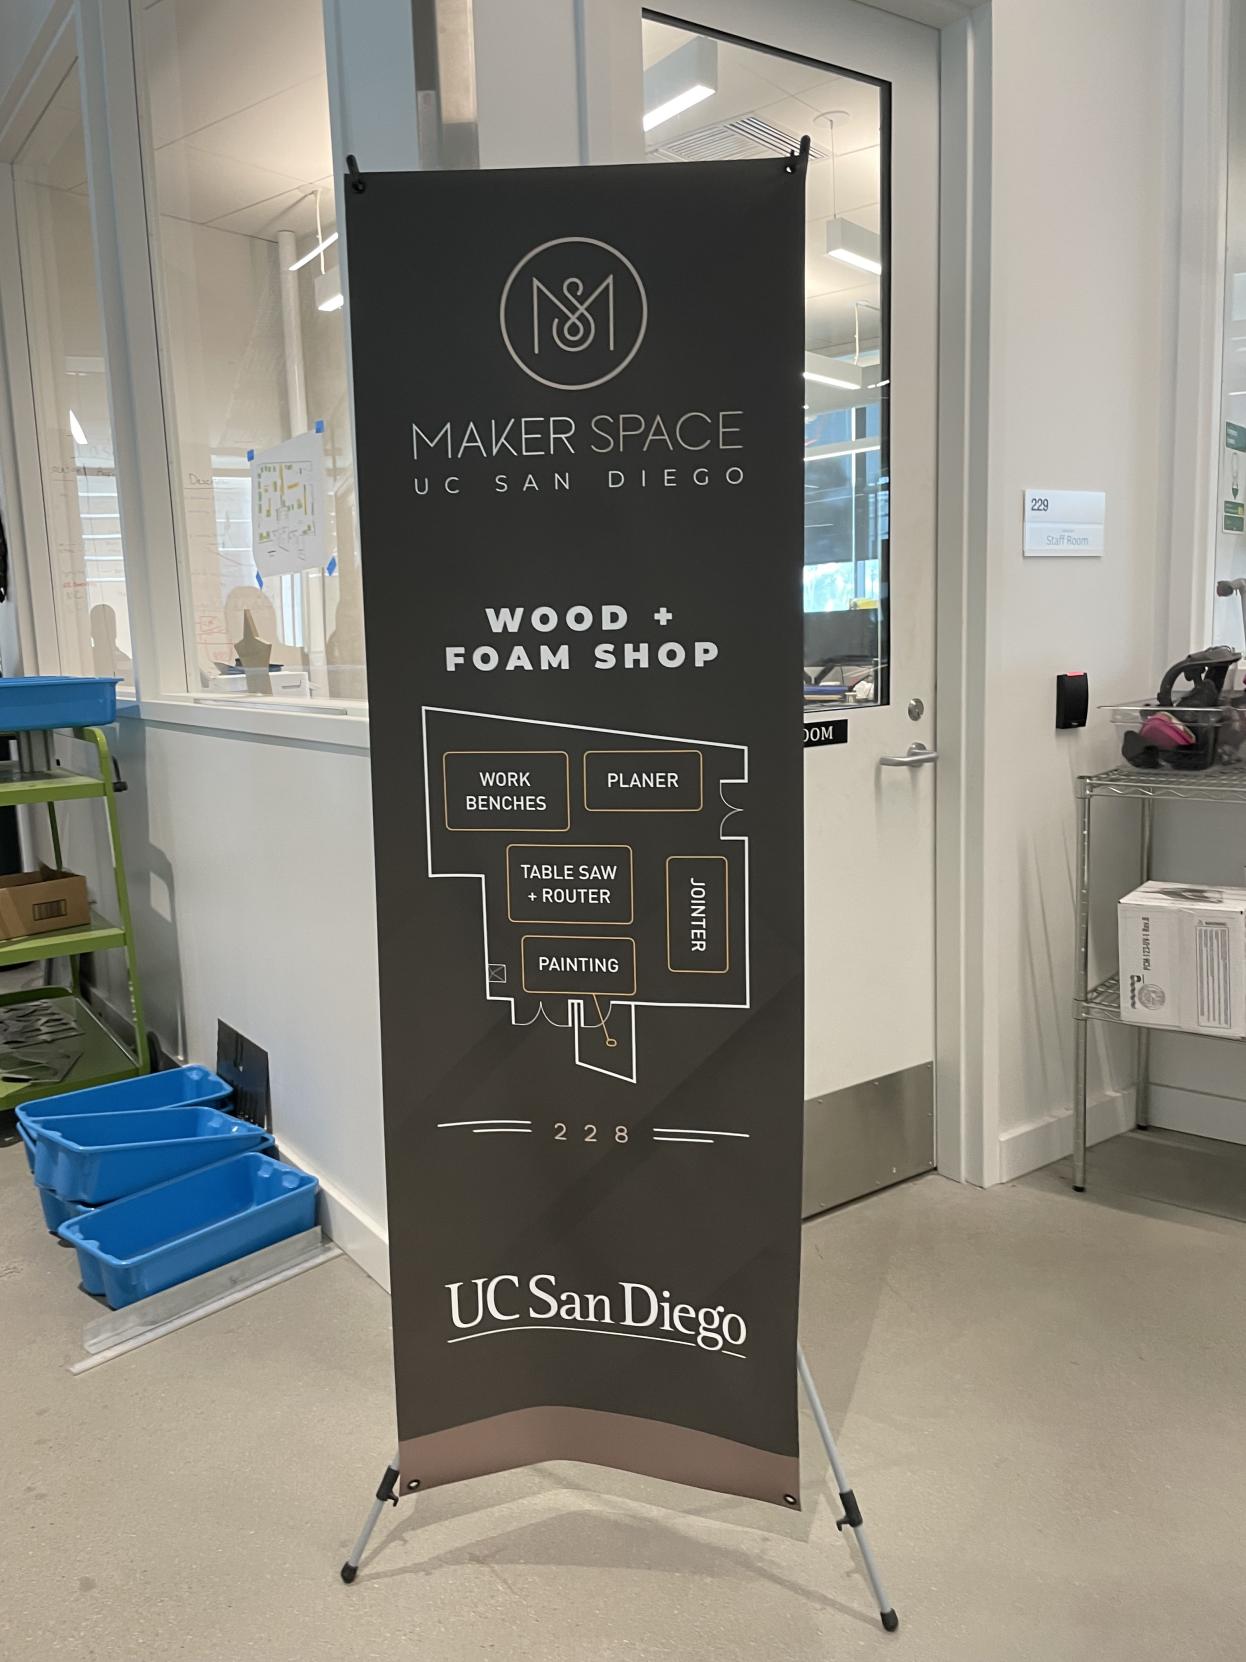 MAKER SPACE
UC SAN DIEGO
WOOD +
FOAM SHOP
WORK
BENCHES
PLANER
TABLE SAW
+ ROUTER
JOINTER
PAINTING
228
UC San Diego
229
Staff Room